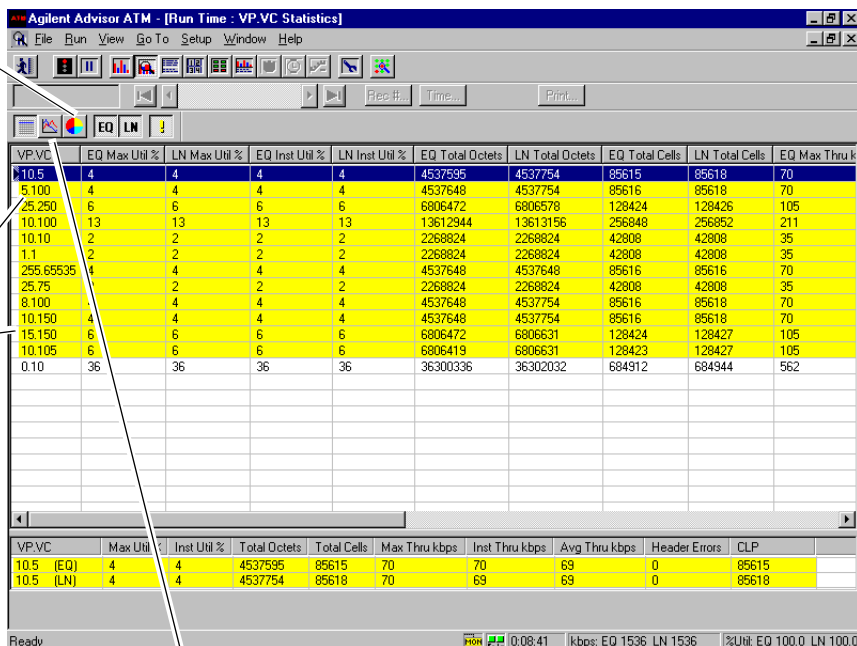 Agilent Advisor ATM - [Run Time : VP.VC Statistics]
File Run View Go To Setup Window Help
Rec #... Time... Print...
EQ LN
VP.VC EQ Max Util % LN Max Util % EQ Inst Util % LN Inst Util % EQ Total Octets LN Total Octets EQ Total Cells LN Total Cells EQ Max Thru k
10.5 4 4 4 4 4537595 4537754 85615 85618 70
5.100 4 4 4 4 4537648 4537754 85616 85618 70
25.250 6 6 6 6 6806472 6806578 128424 128426 105
10.100 13 13 13 13 13612944 13613156 256848 256852 211
10.10 2 2 2 2 2268824 2268824 42808 42808 35
1.1 2 2 2 2 2268824 2268824 42808 42808 35
255.65535 4 4 4 4 4537648 4537648 85616 85616 70
25.75 2 2 2 2 2268824 2268824 42808 42808 35
8.100 4 4 4 4 4537648 4537754 85616 85618 70
10.150 4 4 4 4 4537648 4537754 85616 85618 70
15.150 6 6 6 6 6806472 6806631 128424 128427 105
10.105 6 6 6 6 6806419 6806631 128423 128427 105
0.10 36 36 36 36 36300336 36302032 684912 684944 562
VP.VC Max Util % Inst Util % Total Octets Total Cells Max Thru kbps Inst Thru kbps Avg Thru kbps Header Errors CLP
10.5 (EQ) 4 4 4537595 85615 70 70 69 0 85615
10.5 (LN) 4 4 4537754 85618 70 69 69 0 85618
Ready MON 0:08:41 kbps: EQ 1536 LN 1536 %Util: EQ 100.0 LN 100.0